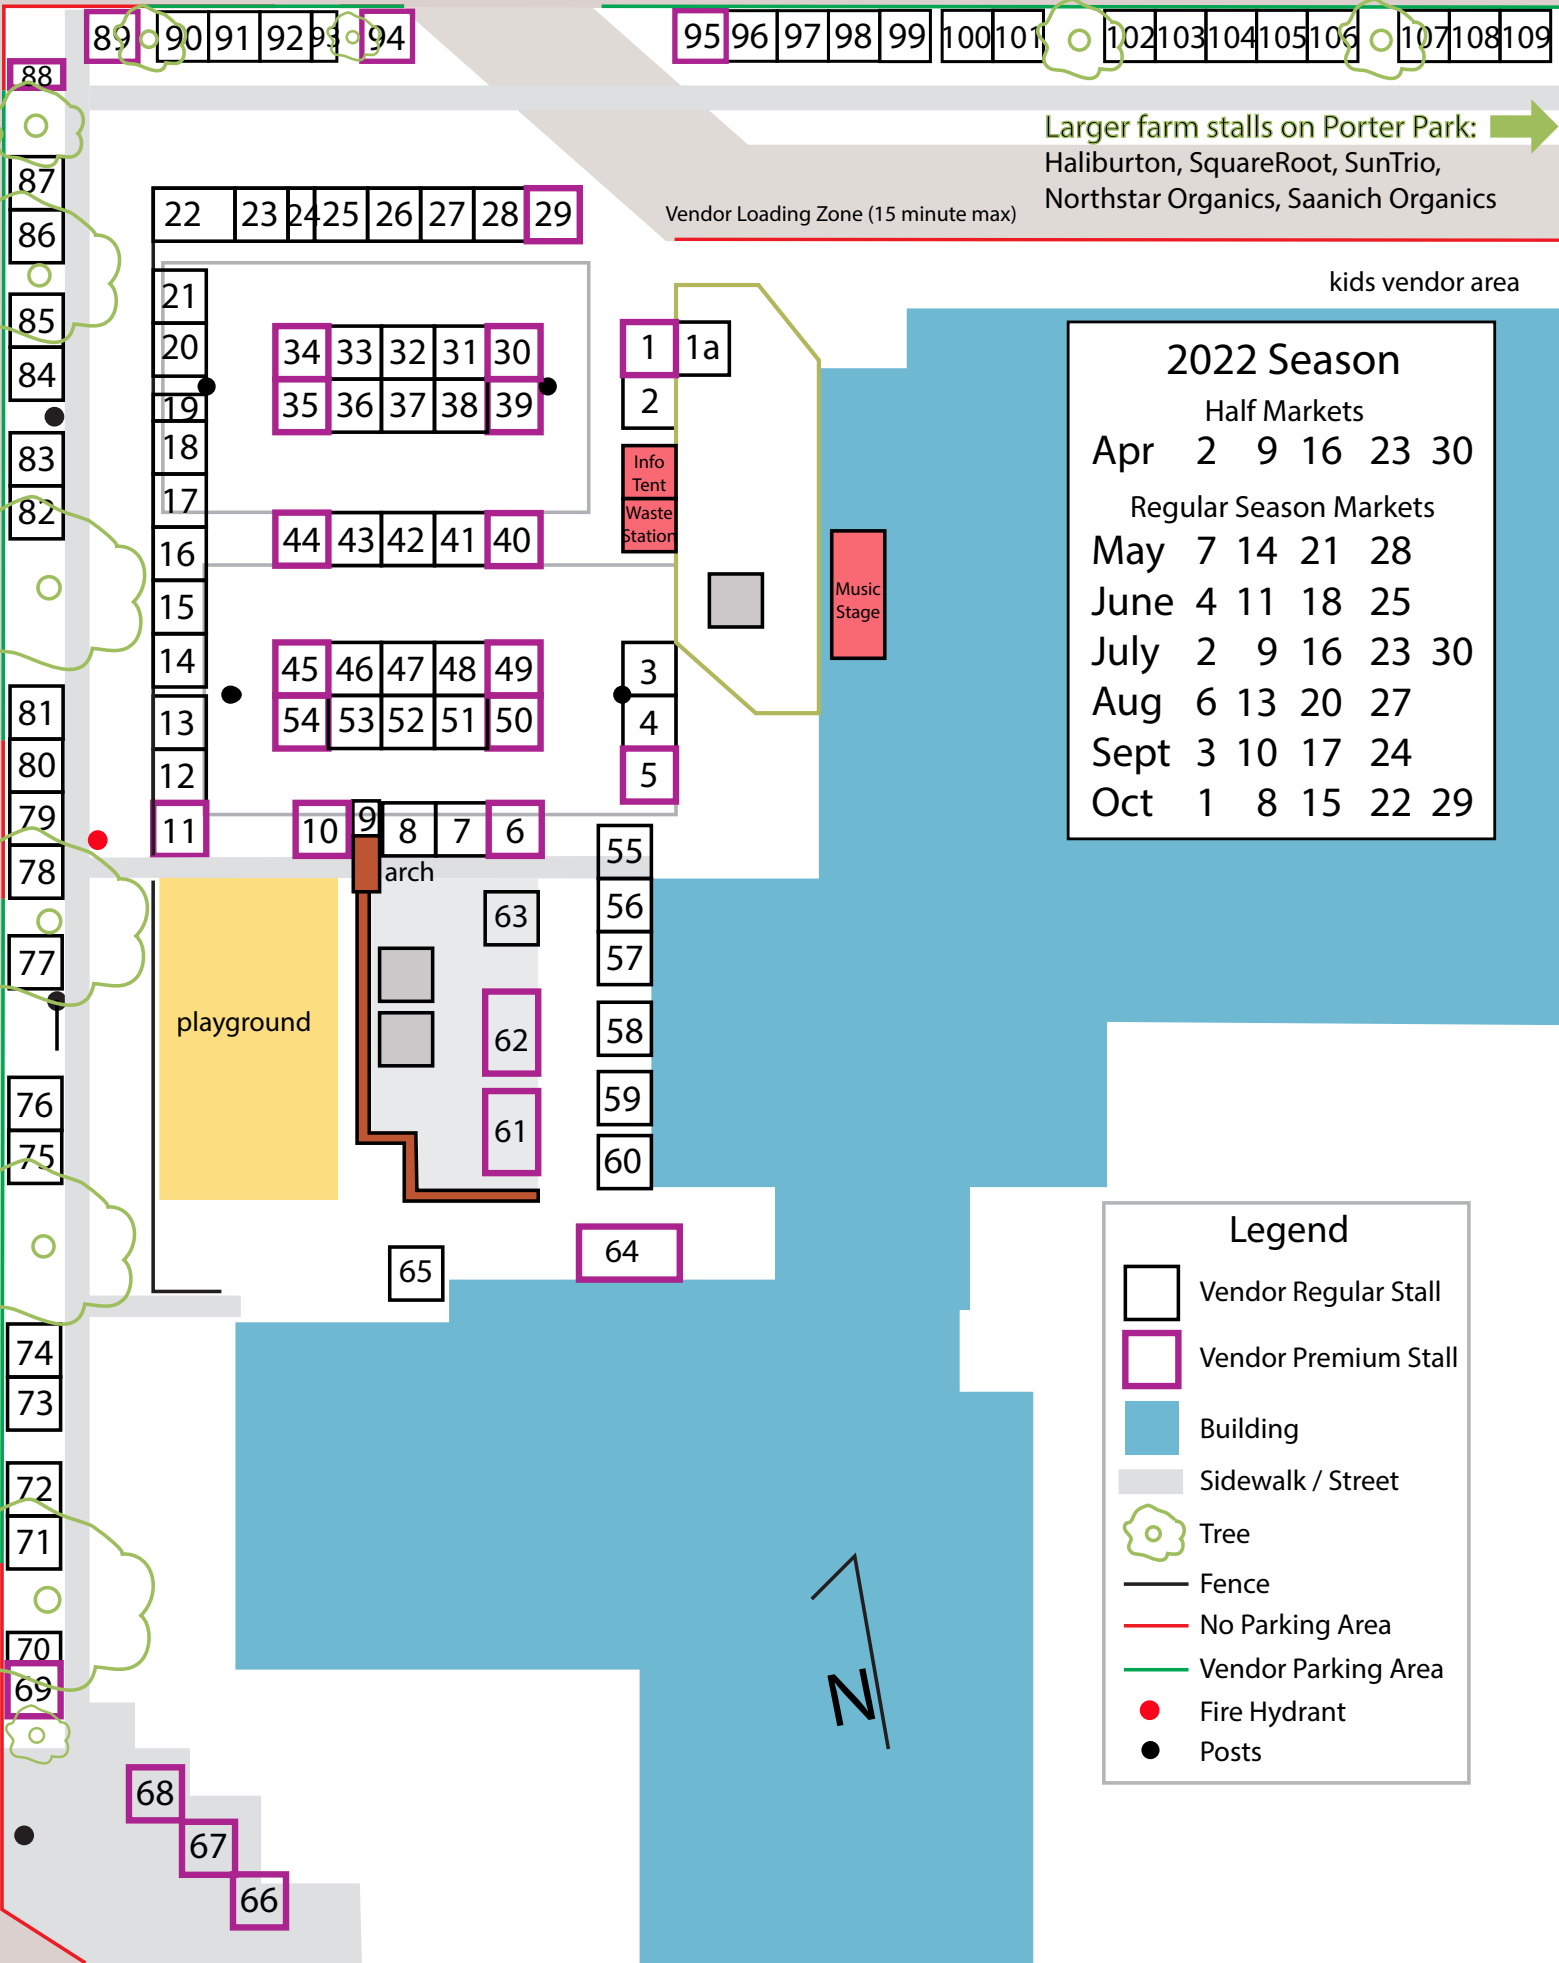 89 90 91 92 93 94 95 96 97 98 99 100 101 102 103 104 105 106 107 108 109
88
Larger farm stalls on Porter Park:
Haliburton, SquareRoot, SunTrio,
Northstar Organics, Saanich Organics
Vendor Loading Zone (15 minute max)
kids vendor area
87
86
85
84
83
82
81
80
79
78
77
76
75
74
73
72
71
70
69
68
67
66
22 23 24 25 26 27 28 29
21
20
19
18
17
16
15
14
13
12
11
34 33 32 31 30
35 36 37 38 39
44 43 42 41 40
45 46 47 48 49
54 53 52 51 50
10 9 8 7 6
arch
1 1a
2
Info
Tent
Waste
Station
Music
Stage
3
4
5
55
56
57
58
59
60
63
62
61
64
65
playground
2022 Season
Half Markets
Apr 2 9 16 23 30
Regular Season Markets
May 7 14 21 28
June 4 11 18 25
July 2 9 16 23 30
Aug 6 13 20 27
Sept 3 10 17 24
Oct 1 8 15 22 29
Legend
Vendor Regular Stall
Vendor Premium Stall
Building
Sidewalk / Street
Tree
Fence
No Parking Area
Vendor Parking Area
Fire Hydrant
Posts
N